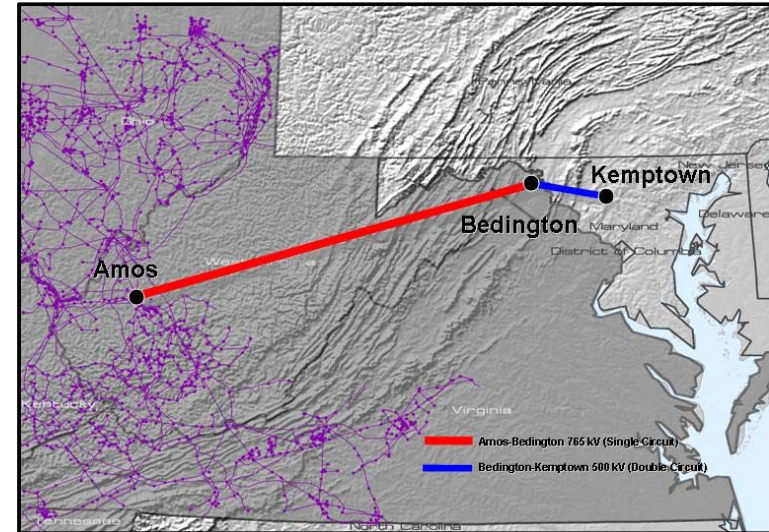 Pennsylvania
Ohio
New Jersey
Kemptown
Delaware
Bedington
Maryland
District of Columbia
Amos
West Virginia
Kentucky
Virginia
Amos-Bedington 765 kV (Single Circuit)
Bedington-Kemptown 500 kV (Double Circuit)
Tennessee
North Carolina